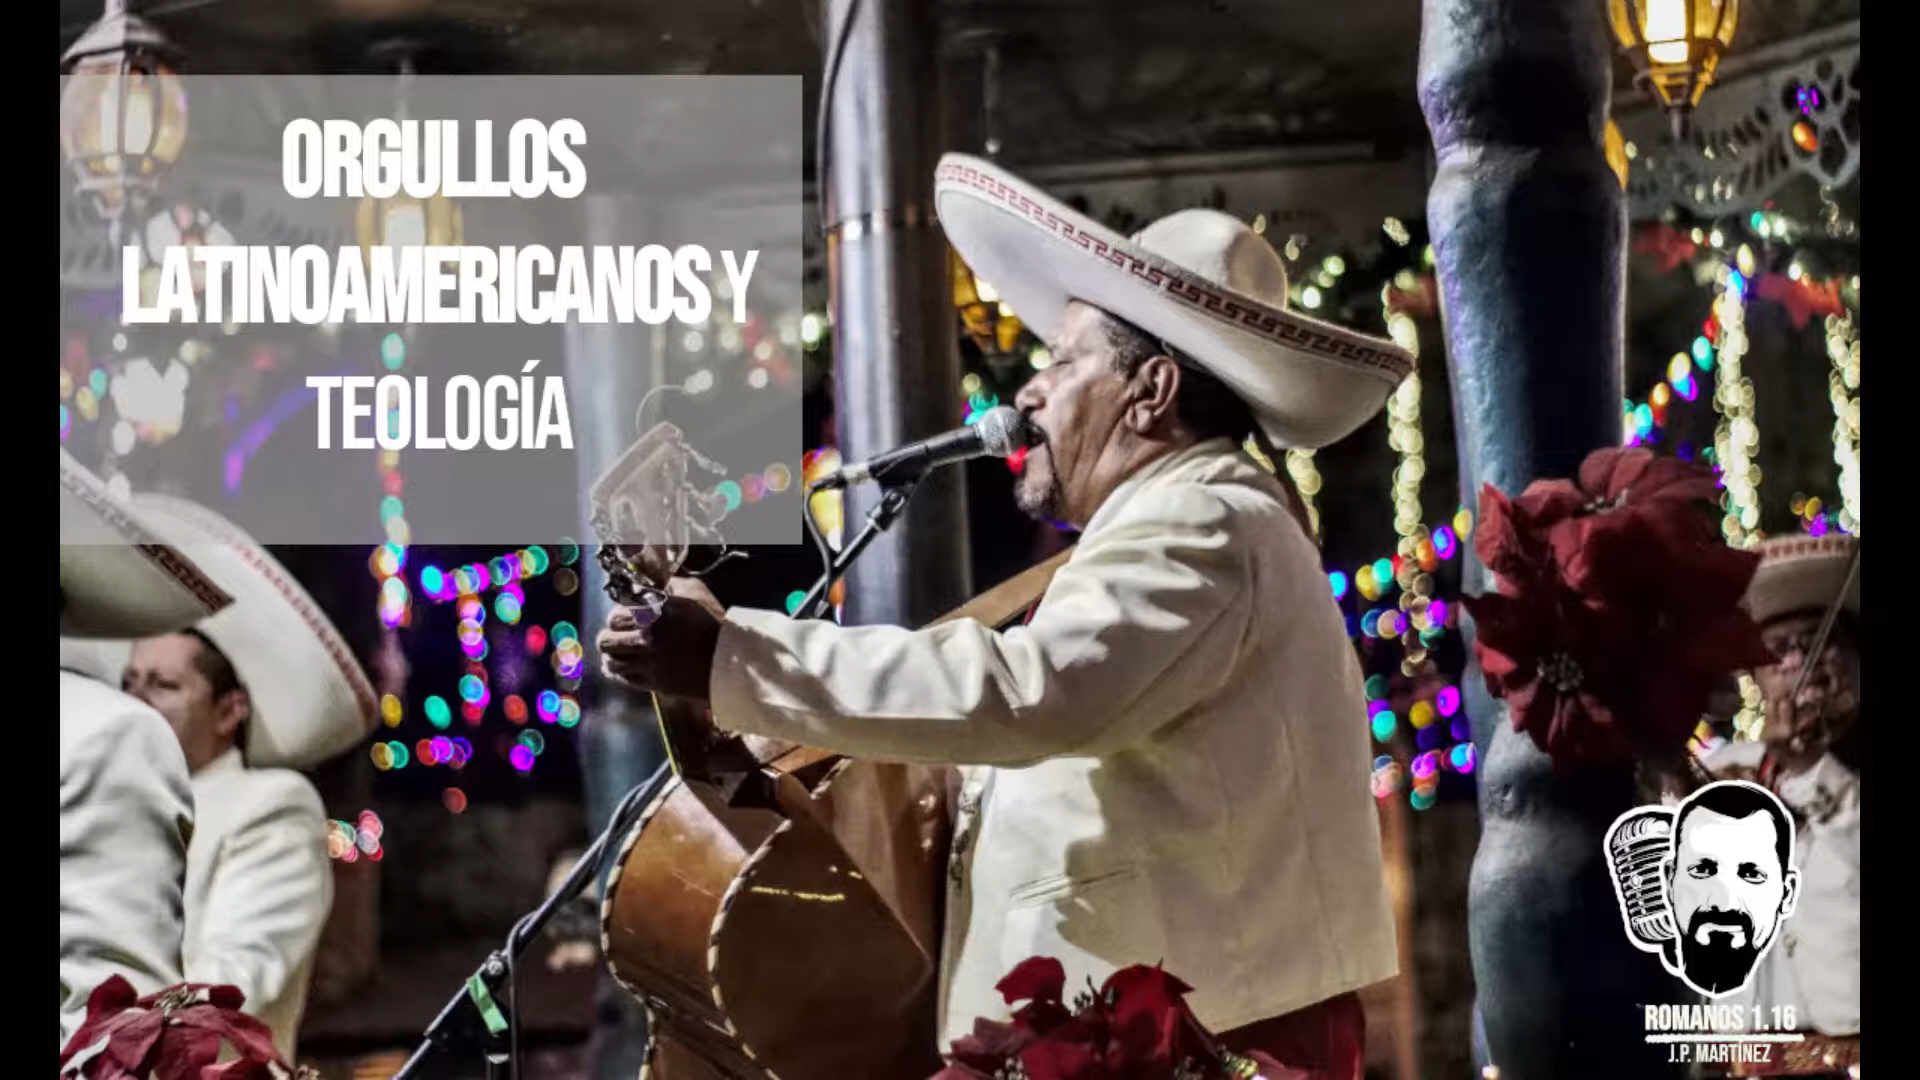 ORGULLOS
LATINOAMERICANOS Y
TEOLOGÍA
ROMANOS 1.16
J.P. MARTÍNEZ